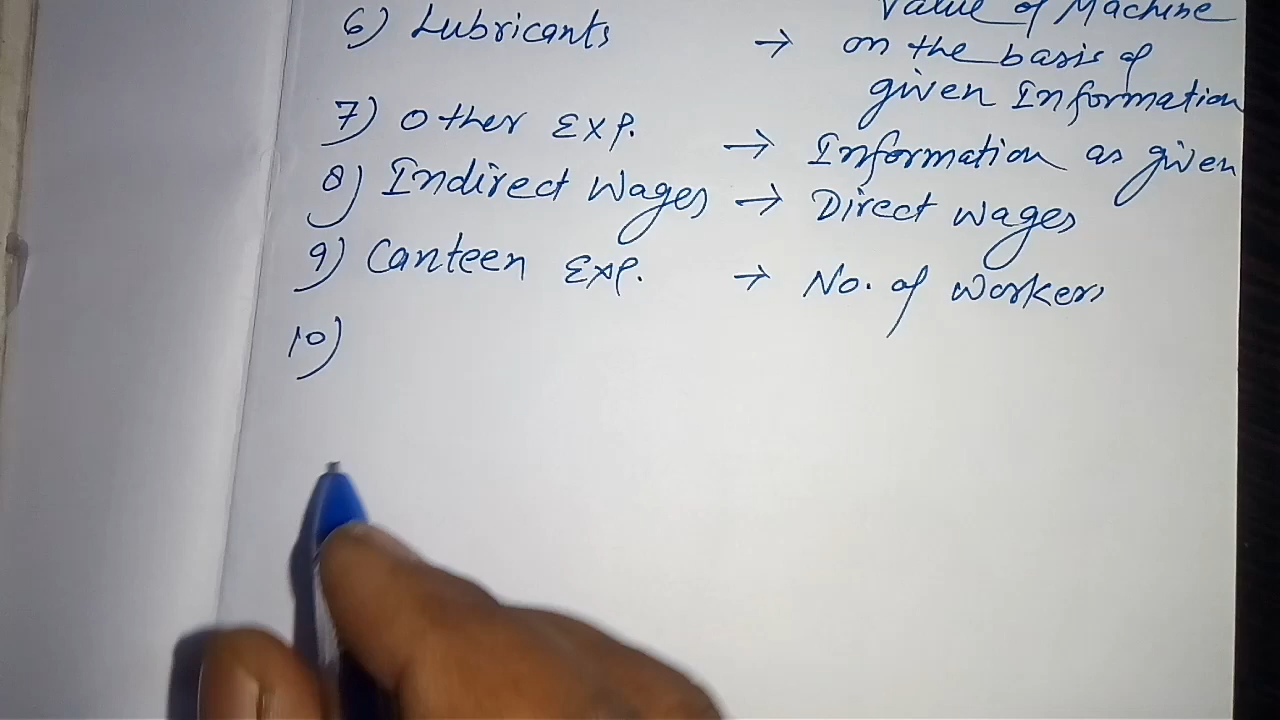 Value of Machine
6) Lubricants → on the basis of
given Information
7) Other Exp. → Information as given
8) Indirect Wages → Direct wages
9) Canteen Exp. → No. of workers
10)